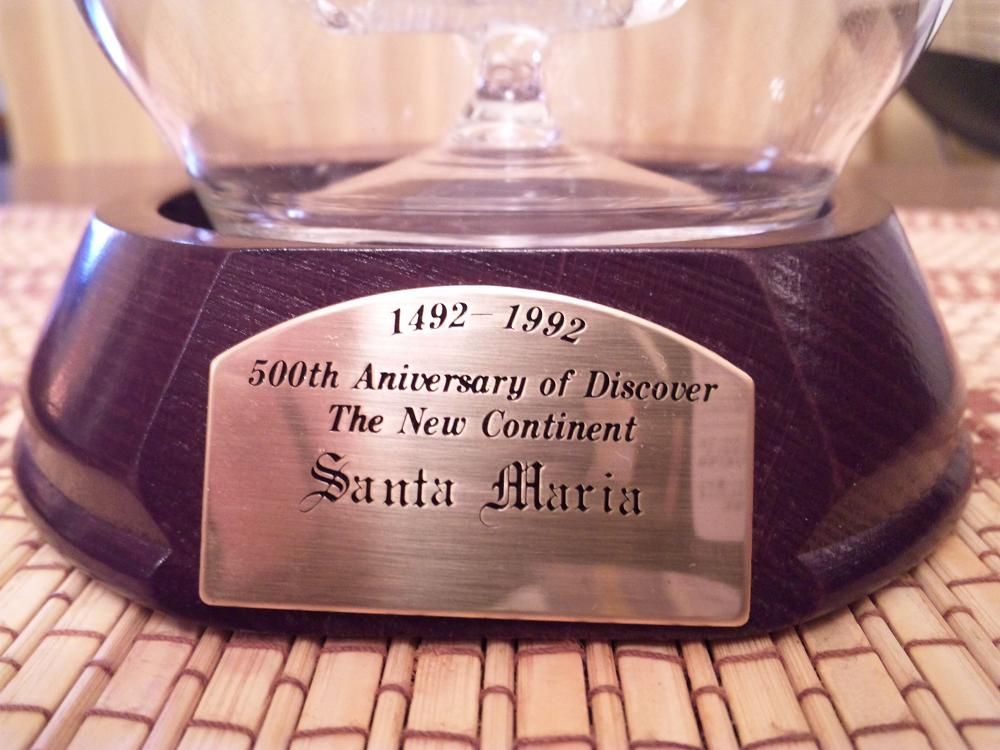 1492-1992
500th Aniversary of Discover
The New Continent
Santa Maria